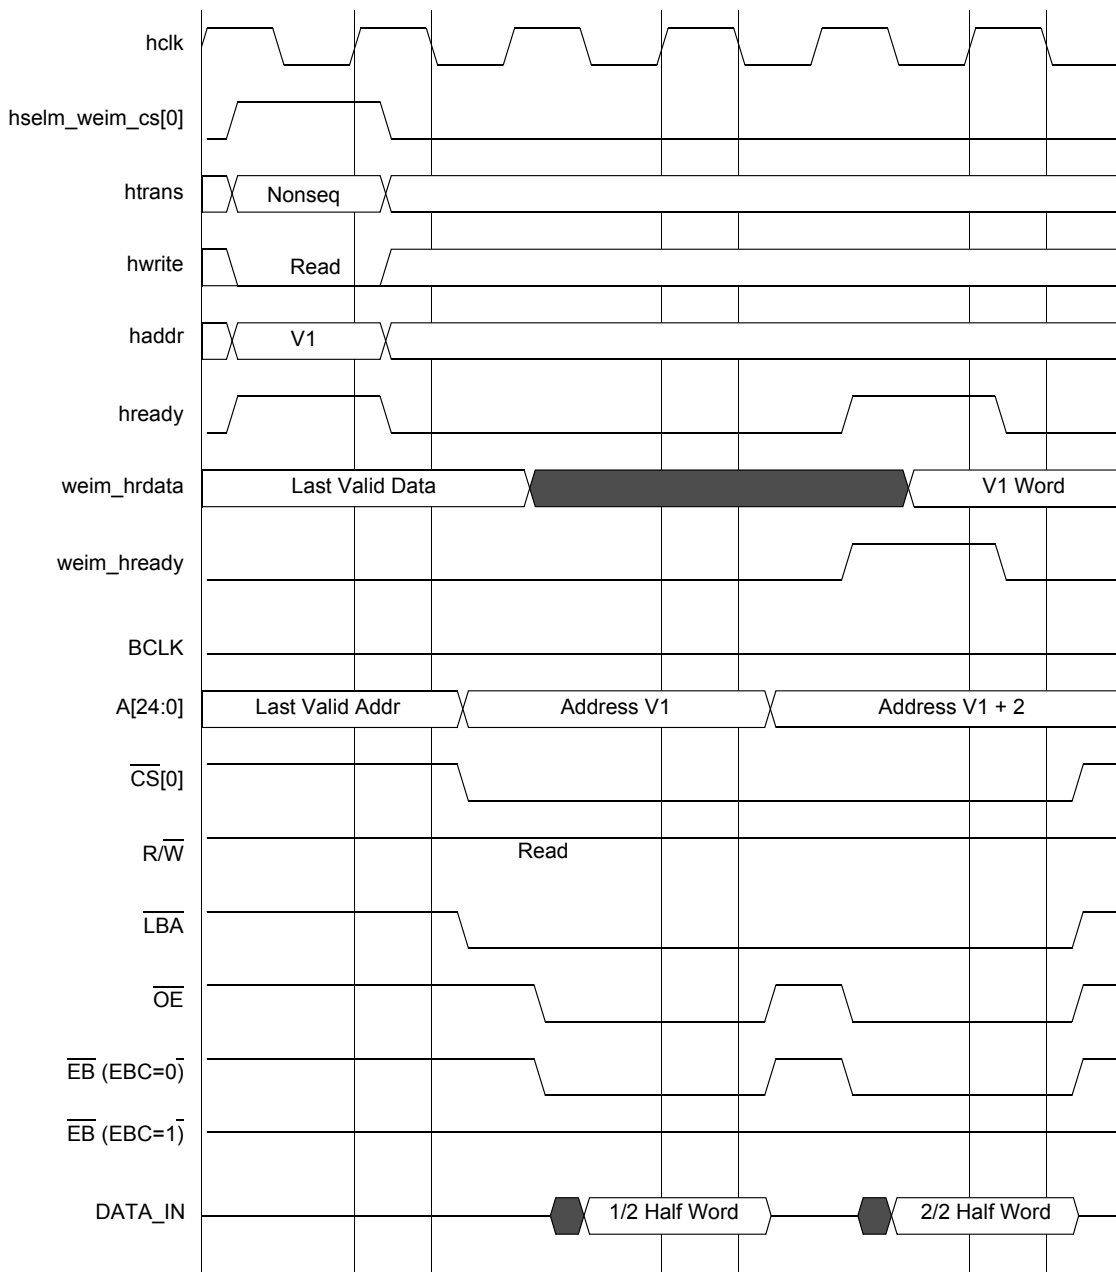 hclk
hselm_weim_cs[0]
htrans Nonseq
hwrite Read
haddr V1
hready
weim_hrdata Last Valid Data V1 Word
weim_hready
BCLK
A[24:0] Last Valid Addr Address V1 Address V1 + 2
CS[0]
R/W Read
LBA
OE
EB (EBC=0)
EB (EBC=1)
DATA_IN 1/2 Half Word 2/2 Half Word